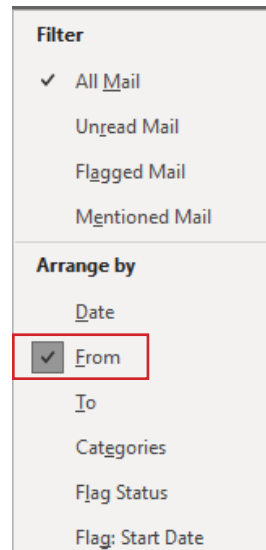 Filter
All Mail
Unread Mail
Flagged Mail
Mentioned Mail
Arrange by
Date
From
To
Categories
Flag Status
Flag: Start Date